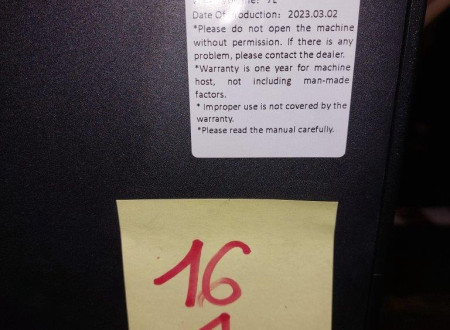 Date Of Production: 2023.03.02
*Please do not open the machine
without permission. If there is any
problem, please contact the dealer.
*Warranty is one year for machine
host, not including man-made
factors.
* Improper use is not covered by the
warranty.
*Please read the manual carefully.
16